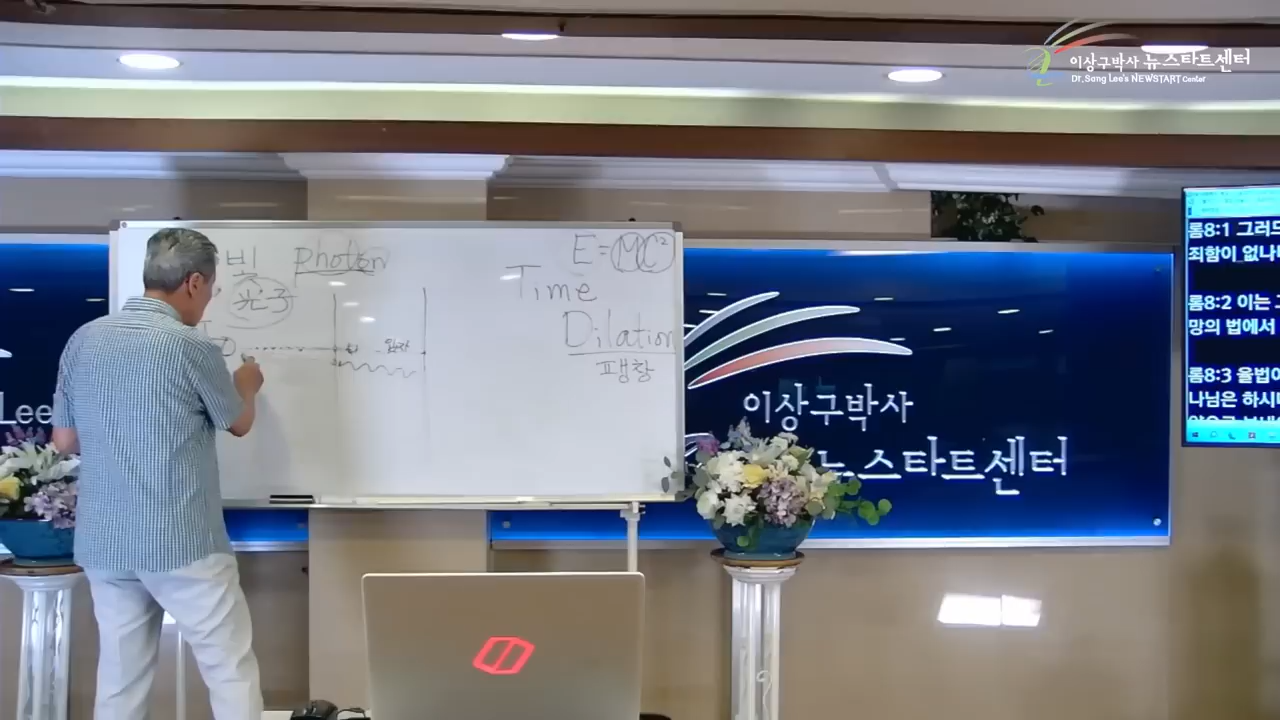 이상구박사 뉴스타트센터
Dr. Sang Lee's NEWSTART Center
빛 photon
光子
E=MC²
Time
Dilation
팽창
입자
Lee
이상구박사
뉴스타트센터
롬8:1 그러
죄함이 없나
롬8:2 이는
망의 법에서
롬8:3 율법이
나님은 하시